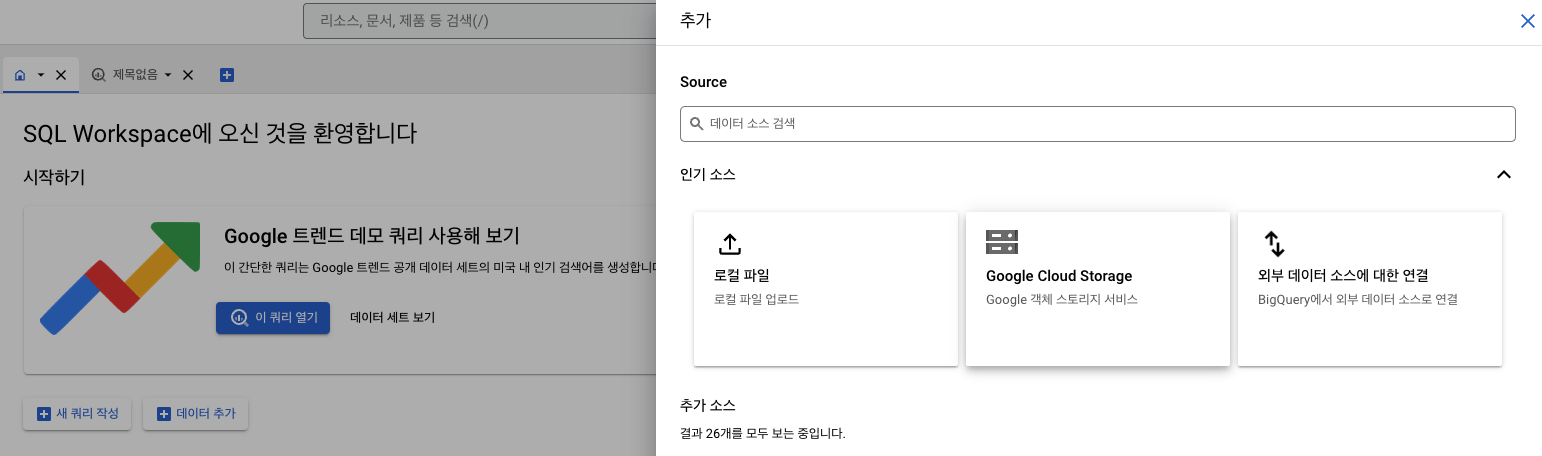 리소스, 문서, 제품 등 검색(/)
제목없음
SQL Workspace에 오신 것을 환영합니다
시작하기
Google 트렌드 데모 쿼리 사용해 보기
이 간단한 쿼리는 Google 트렌드 공개 데이터 세트의 미국 내 인기 검색어를 생성합니다
이 쿼리 열기
데이터 세트 보기
새 쿼리 작성
데이터 추가
추가
Source
데이터 소스 검색
인기 소스
로컬 파일
로컬 파일 업로드
Google Cloud Storage
Google 객체 스토리지 서비스
외부 데이터 소스에 대한 연결
BigQuery에서 외부 데이터 소스로 연결
추가 소스
결과 26개를 모두 보는 중입니다.